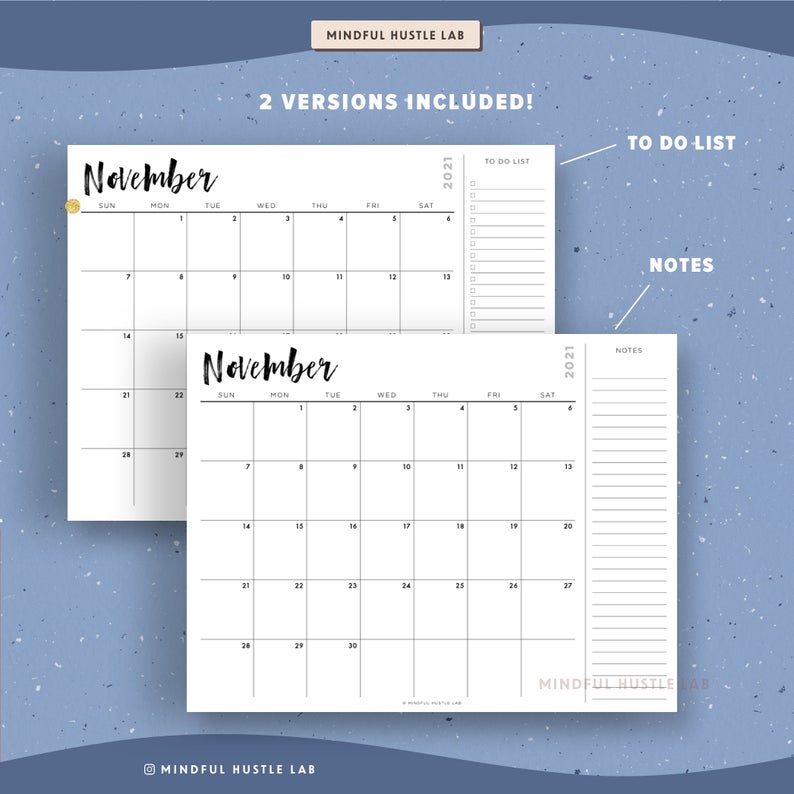 MINDFUL HUSTLE LAB
2 VERSIONS INCLUDED!
TO DO LIST
NOTES
November
2021
TO DO LIST
SUN MON TUE WED THU FRI SAT
1 2 3 4 5 6
7 8 9 10 11 12 13
14 15
21 22
28 29
November
2021
NOTES
SUN MON TUE WED THU FRI SAT
1 2 3 4 5 6
7 8 9 10 11 12 13
14 15 16 17 18 19 20
21 22 23 24 25 26 27
28 29 30
MINDFUL HUSTLE LAB
© MINDFUL HUSTLE LAB
MINDFUL HUSTLE LAB